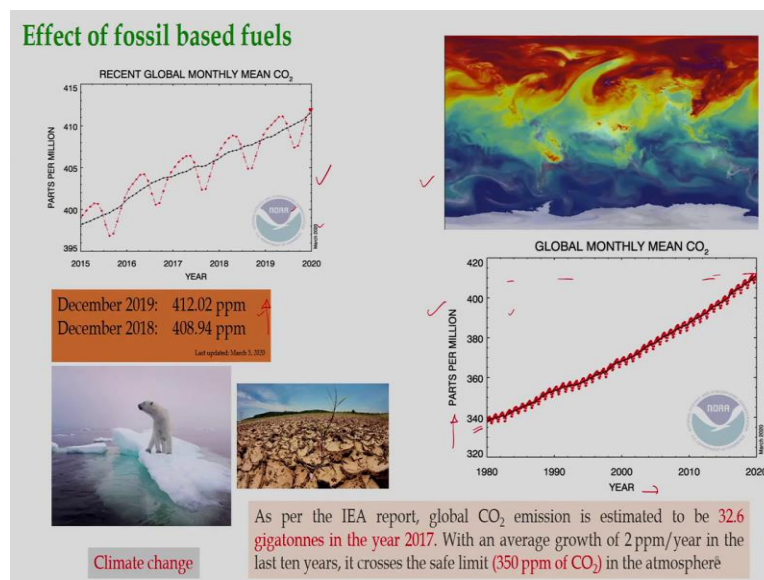 Effect of fossil based fuels
RECENT GLOBAL MONTHLY MEAN CO₂
PARTS PER MILLION
415
410
405
400
395
2015 2016 2017 2018 2019 2020
YEAR
NOAA
March 2020
December 2019: 412.02 ppm
December 2018: 408.94 ppm
Last updated: March 5, 2020
GLOBAL MONTHLY MEAN CO₂
PARTS PER MILLION
420
400
380
360
340
320
1980 1990 2000 2010 2020
YEAR
NOAA
March 2020
Climate change
As per the IEA report, global CO₂ emission is estimated to be 32.6
gigatonnes in the year 2017. With an average growth of 2 ppm/year in the
last ten years, it crosses the safe limit (350 ppm of CO₂) in the atmosphere